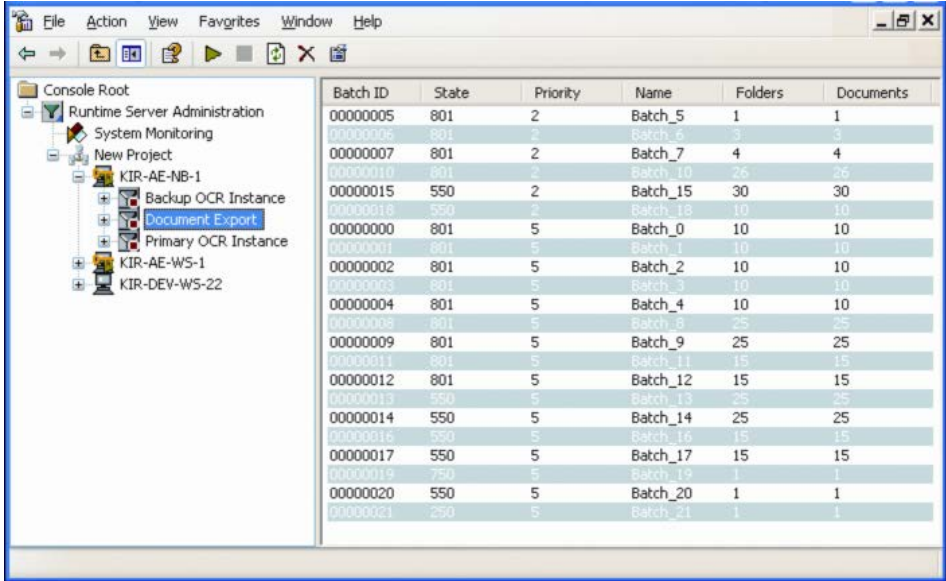 File Action View Favorites Window Help
Console Root
Runtime Server Administration
System Monitoring
New Project
KIR-AE-NB-1
Backup OCR Instance
Document Export
Primary OCR Instance
KIR-AE-WS-1
KIR-DEV-WS-22
Batch ID State Priority Name Folders Documents
00000005 801 2 Batch_5 1 1
00000006 801 2 Batch_6 3 3
00000007 801 2 Batch_7 4 4
00000010 801 2 Batch_10 26 26
00000015 550 2 Batch_15 30 30
00000018 550 2 Batch_18 10 10
00000000 801 5 Batch_0 10 10
00000001 801 5 Batch_1 10 10
00000002 801 5 Batch_2 10 10
00000003 801 5 Batch_3 10 10
00000004 801 5 Batch_4 10 10
00000008 801 5 Batch_8 25 25
00000009 801 5 Batch_9 25 25
00000011 801 5 Batch_11 15 15
00000012 801 5 Batch_12 15 15
00000013 550 5 Batch_13 25 25
00000014 550 5 Batch_14 25 25
00000016 550 5 Batch_16 15 15
00000017 550 5 Batch_17 15 15
00000019 750 5 Batch_19 1 1
00000020 550 5 Batch_20 1 1
00000021 250 5 Batch_21 1 1